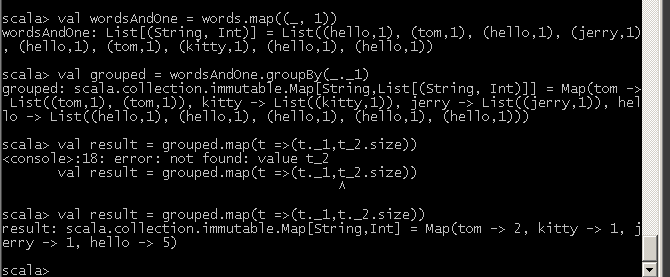 scala> val wordsAndOne = words.map((_, 1))
wordsAndOne: List[(String, Int)] = List((hello,1), (tom,1), (hello,1), (jerry,1)
, (hello,1), (tom,1), (kitty,1), (hello,1), (hello,1))
scala> val grouped = wordsAndOne.groupBy(_._1)
grouped: scala.collection.immutable.Map[String,List[(String, Int)]] = Map(tom ->
 List((tom,1), (tom,1)), kitty -> List((kitty,1)), jerry -> List((jerry,1)), hel
lo -> List((hello,1), (hello,1), (hello,1), (hello,1), (hello,1)))
scala> val result = grouped.map(t =>(t._1,t_2.size))
<console>:18: error: not found: value t_2
       val result = grouped.map(t =>(t._1,t_2.size))
                                          ^
scala> val result = grouped.map(t =>(t._1,t._2.size))
result: scala.collection.immutable.Map[String,Int] = Map(tom -> 2, kitty -> 1, j
erry -> 1, hello -> 5)
scala>